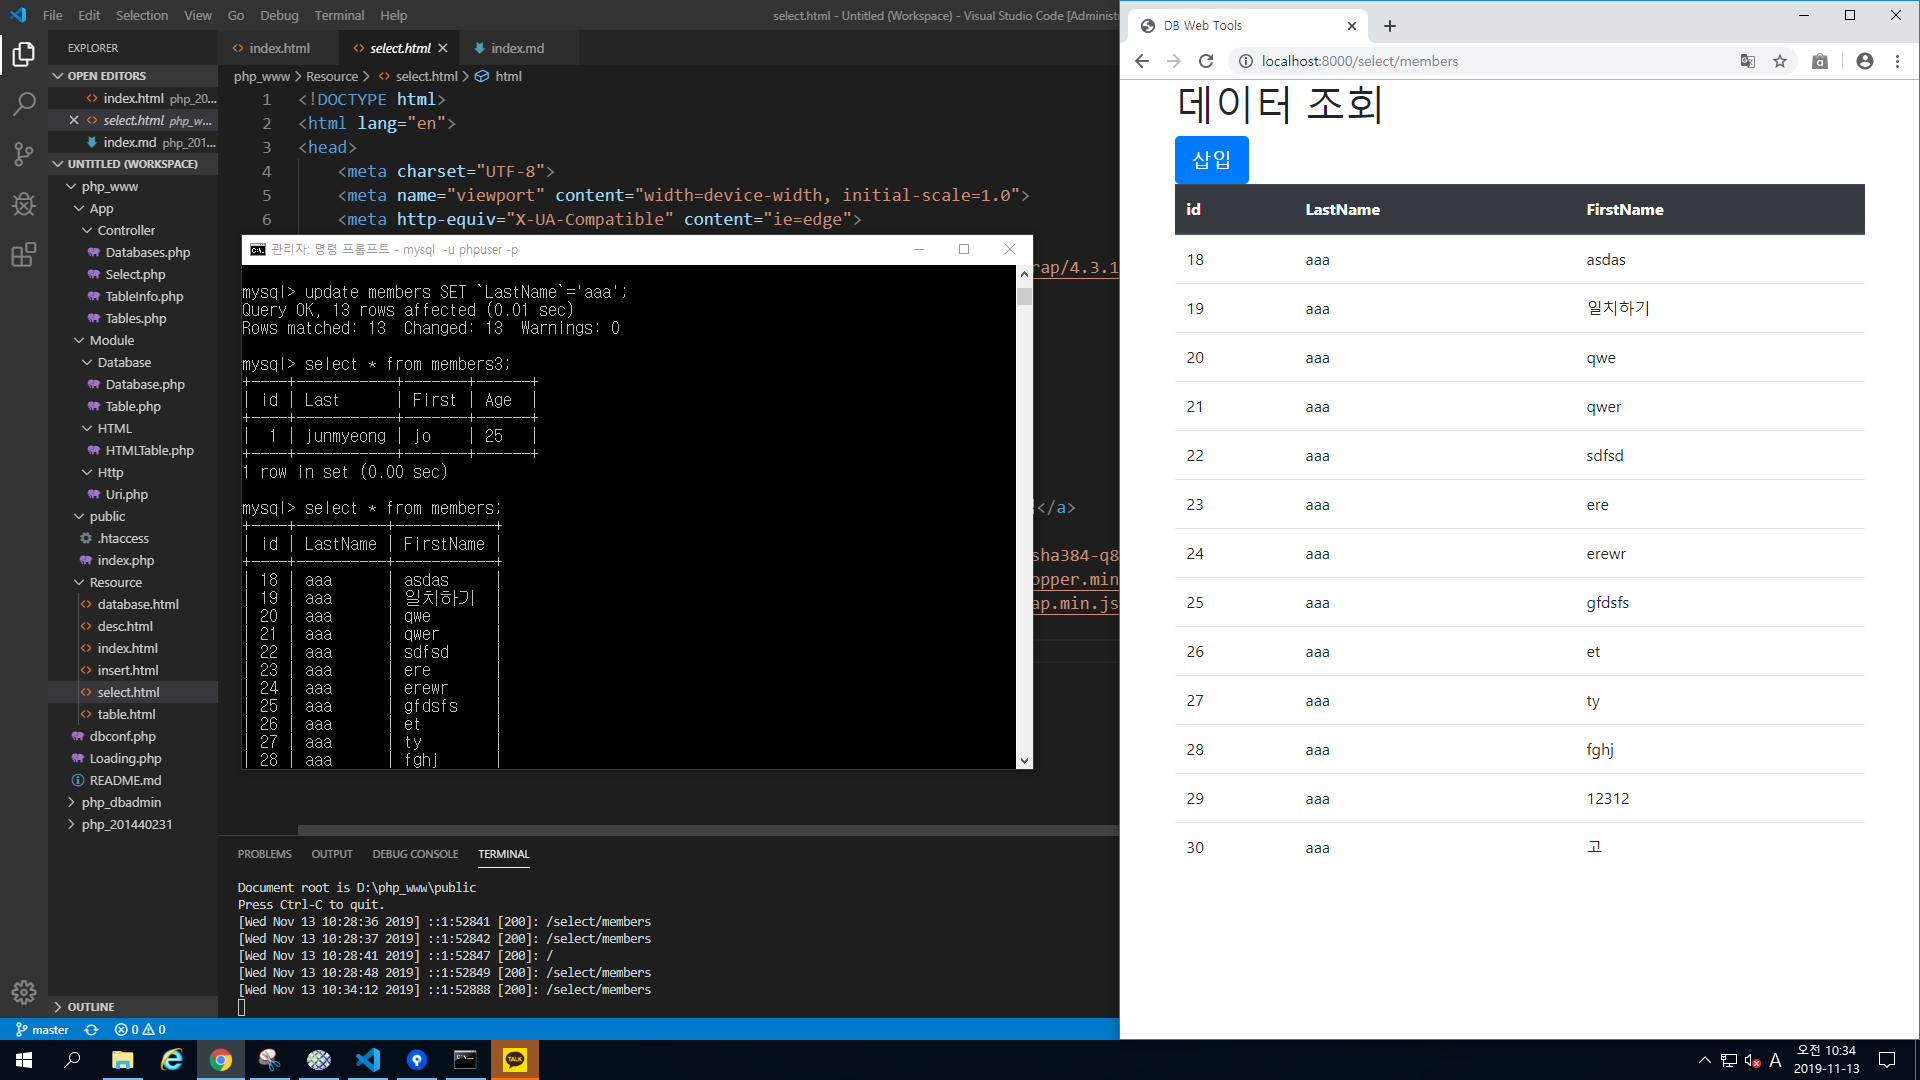 File Edit Selection View Go Debug Terminal Help
select.html - Untitled (Workspace) - Visual Studio Code [Adminis
EXPLORER
OPEN EDITORS
index.html php_20...
select.html php_w...
index.md php_201...
UNTITLED (WORKSPACE)
php_www
App
Controller
Databases.php
Select.php
TableInfo.php
Tables.php
Module
Database
Database.php
Table.php
HTML
HTMLTable.php
Http
Uri.php
public
.htaccess
index.php
Resource
database.html
desc.html
index.html
insert.html
select.html
table.html
dbconf.php
Loading.php
README.md
php_dbadmin
php_201440231
OUTLINE
index.html select.html index.md
php_www > Resource > select.html > html
1 <!DOCTYPE html>
2 <html lang="en">
3 <head>
4 <meta charset="UTF-8">
5 <meta name="viewport" content="width=device-width, initial-scale=1.0">
6 <meta http-equiv="X-UA-Compatible" content="ie=edge">
rap/4.3.1
</a>
sha384-q8
opper.min
ap.min.js
관리자: 명령 프롬프트 - mysql -u phpuser -p
mysql> update members SET `LastName`='aaa';
Query OK, 13 rows affected (0.01 sec)
Rows matched: 13  Changed: 13  Warnings: 0
mysql> select * from members3;
+----+-----------+-------+------+
| id | Last      | First | Age  |
+----+-----------+-------+------+
|  1 | junmyeong | jo    | 25   |
+----+-----------+-------+------+
1 row in set (0.00 sec)
mysql> select * from members;
+----+----------+-----------+
| id | LastName | FirstName |
+----+----------+-----------+
| 18 | aaa      | asdas     |
| 19 | aaa      | 일치하기  |
| 20 | aaa      | qwe       |
| 21 | aaa      | qwer      |
| 22 | aaa      | sdfsd     |
| 23 | aaa      | ere       |
| 24 | aaa      | erewr     |
| 25 | aaa      | gfdsfs    |
| 26 | aaa      | et        |
| 27 | aaa      | ty        |
| 28 | aaa      | fghj      |
PROBLEMS OUTPUT DEBUG CONSOLE TERMINAL
Document root is D:\php_www\public
Press Ctrl-C to quit.
[Wed Nov 13 10:28:36 2019] ::1:52841 [200]: /select/members
[Wed Nov 13 10:28:37 2019] ::1:52842 [200]: /select/members
[Wed Nov 13 10:28:41 2019] ::1:52847 [200]: /
[Wed Nov 13 10:28:48 2019] ::1:52849 [200]: /select/members
[Wed Nov 13 10:34:12 2019] ::1:52888 [200]: /select/members
master 0 0
DB Web Tools
localhost:8000/select/members
데이터 조회
삽입
id LastName FirstName
18 aaa asdas
19 aaa 일치하기
20 aaa qwe
21 aaa qwer
22 aaa sdfsd
23 aaa ere
24 aaa erewr
25 aaa gfdsfs
26 aaa et
27 aaa ty
28 aaa fghj
29 aaa 12312
30 aaa 고
TALK
A
오전 10:34
2019-11-13